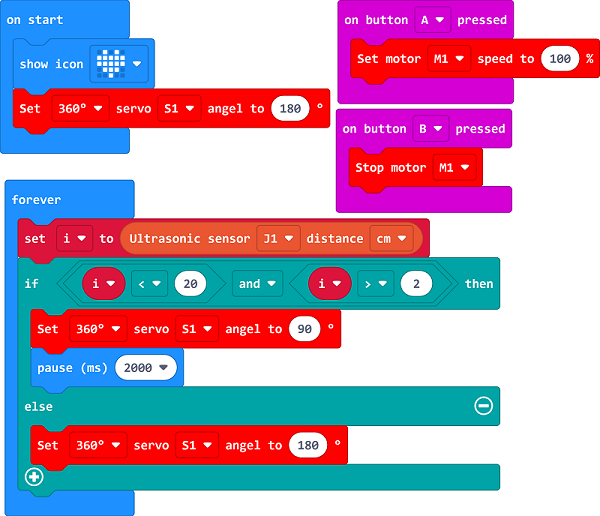 on start
show icon
Set 360° servo S1 angel to 180 °
on button A pressed
Set motor M1 speed to 100 %
on button B pressed
Stop motor M1
forever
set i to Ultrasonic sensor J1 distance cm
if i < 20 and i > 2 then
Set 360° servo S1 angel to 90 °
pause (ms) 2000
else
Set 360° servo S1 angel to 180 °